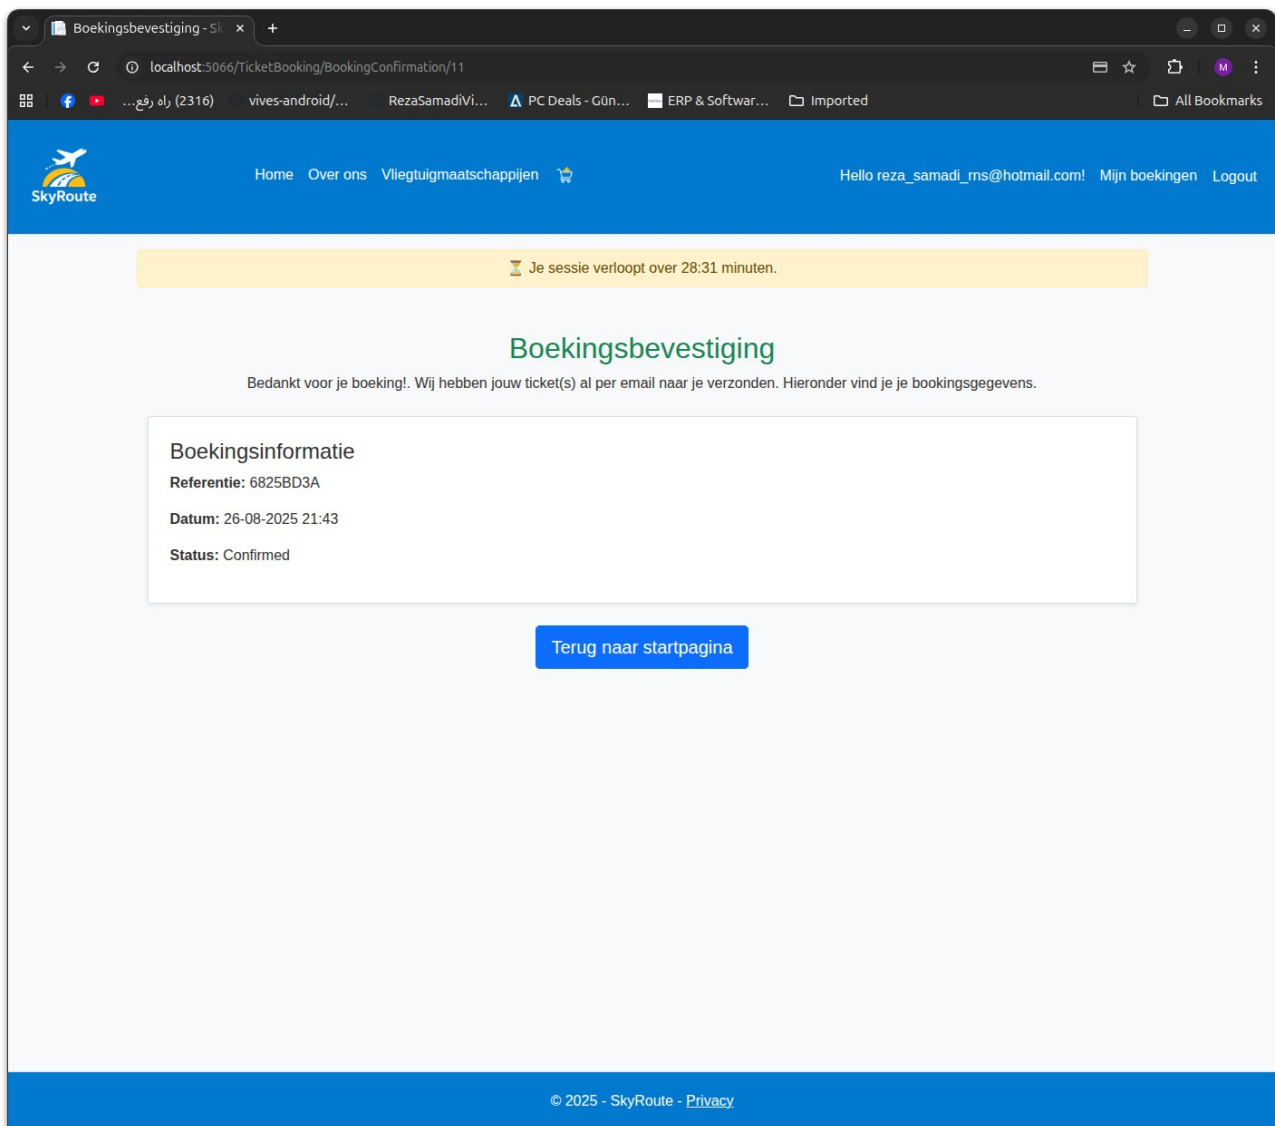 Boekingsbevestiging - Sk
localhost:5066/TicketBooking/BookingConfirmation/11
M
(2316) راه رفع…
vives-android/…
RezaSamadiVi…
PC Deals - Gün…
ERP & Softwar…
Imported
All Bookmarks
SkyRoute
Home Over ons Vliegtuigmaatschappijen
Hello reza_samadi_rns@hotmail.com! Mijn boekingen Logout
Je sessie verloopt over 28:31 minuten.
Boekingsbevestiging
Bedankt voor je boeking!. Wij hebben jouw ticket(s) al per email naar je verzonden. Hieronder vind je je bookingsgegevens.
Boekingsinformatie
Referentie: 6825BD3A
Datum: 26-08-2025 21:43
Status: Confirmed
Terug naar startpagina
© 2025 - SkyRoute - Privacy